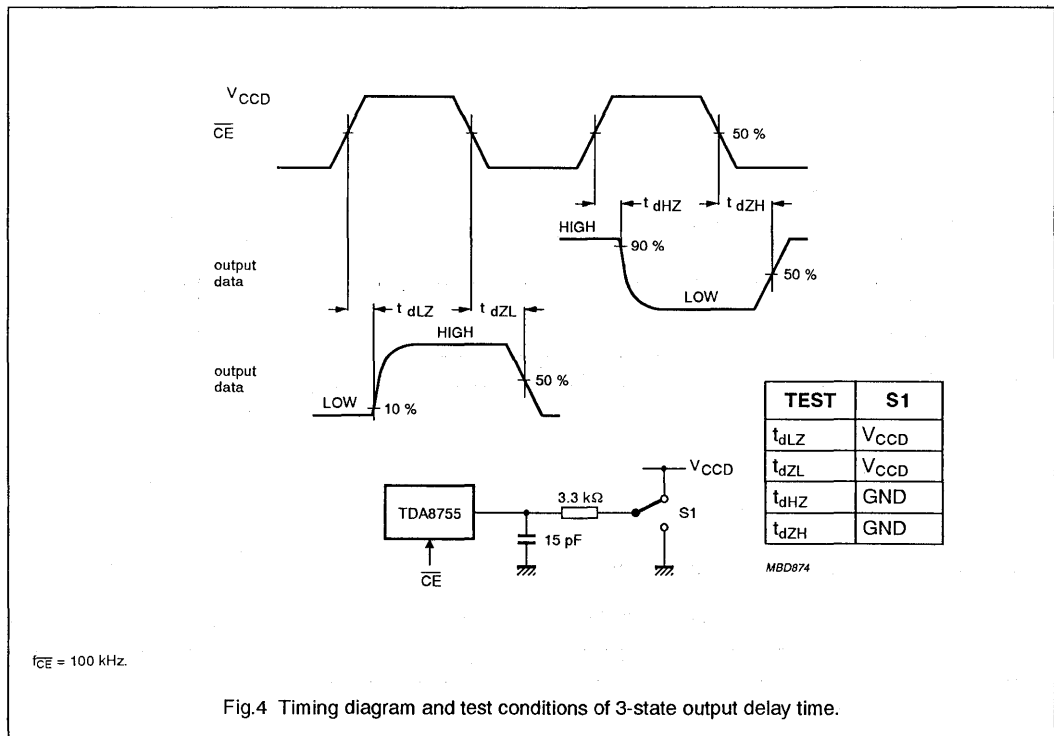 V CCD
CE
50 %
t dHZ
t dZH
HIGH
90 %
output
data
50 %
LOW
t dLZ
t dZL
HIGH
output
data
50 %
LOW
10 %
TEST S1
tdLZ VCCD
tdZL VCCD
tdHZ GND
tdZH GND
VCCD
3.3 kΩ
TDA8755
S1
15 pF
CE
MBD874
fCE = 100 kHz.
Fig.4 Timing diagram and test conditions of 3-state output delay time.